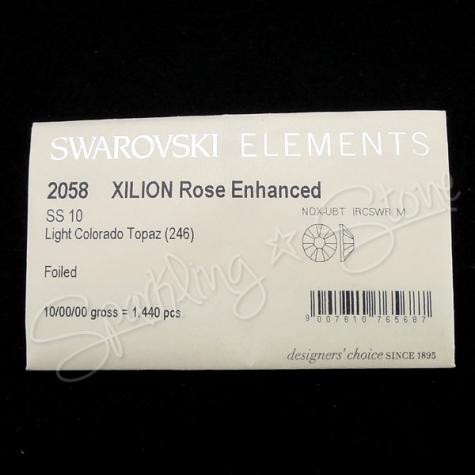 SWAROVSKI ELEMENTS
2058 XILION Rose Enhanced
SS 10
Light Colorado Topaz (246)
NDX-UBT IRCSWR M
Foiled
10/00/00 gross = 1,440 pcs
9 007810 765687
designers' choice SINCE 1895
Sparkling Stone